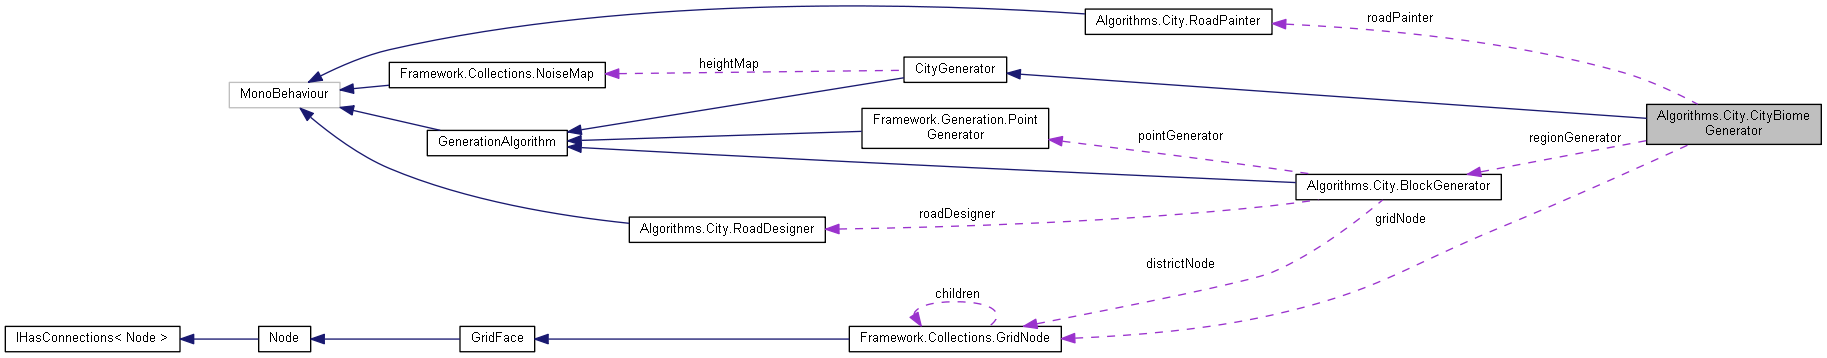 Algorithms.City.RoadPainter
roadPainter
Framework.Collections.NoiseMap
heightMap
CityGenerator
MonoBehaviour
Framework.Generation.Point
Generator
Algorithms.City.CityBiome
Generator
GenerationAlgorithm
pointGenerator
regionGenerator
Algorithms.City.BlockGenerator
roadDesigner
gridNode
Algorithms.City.RoadDesigner
districtNode
children
IHasConnections< Node >
Node
GridFace
Framework.Collections.GridNode